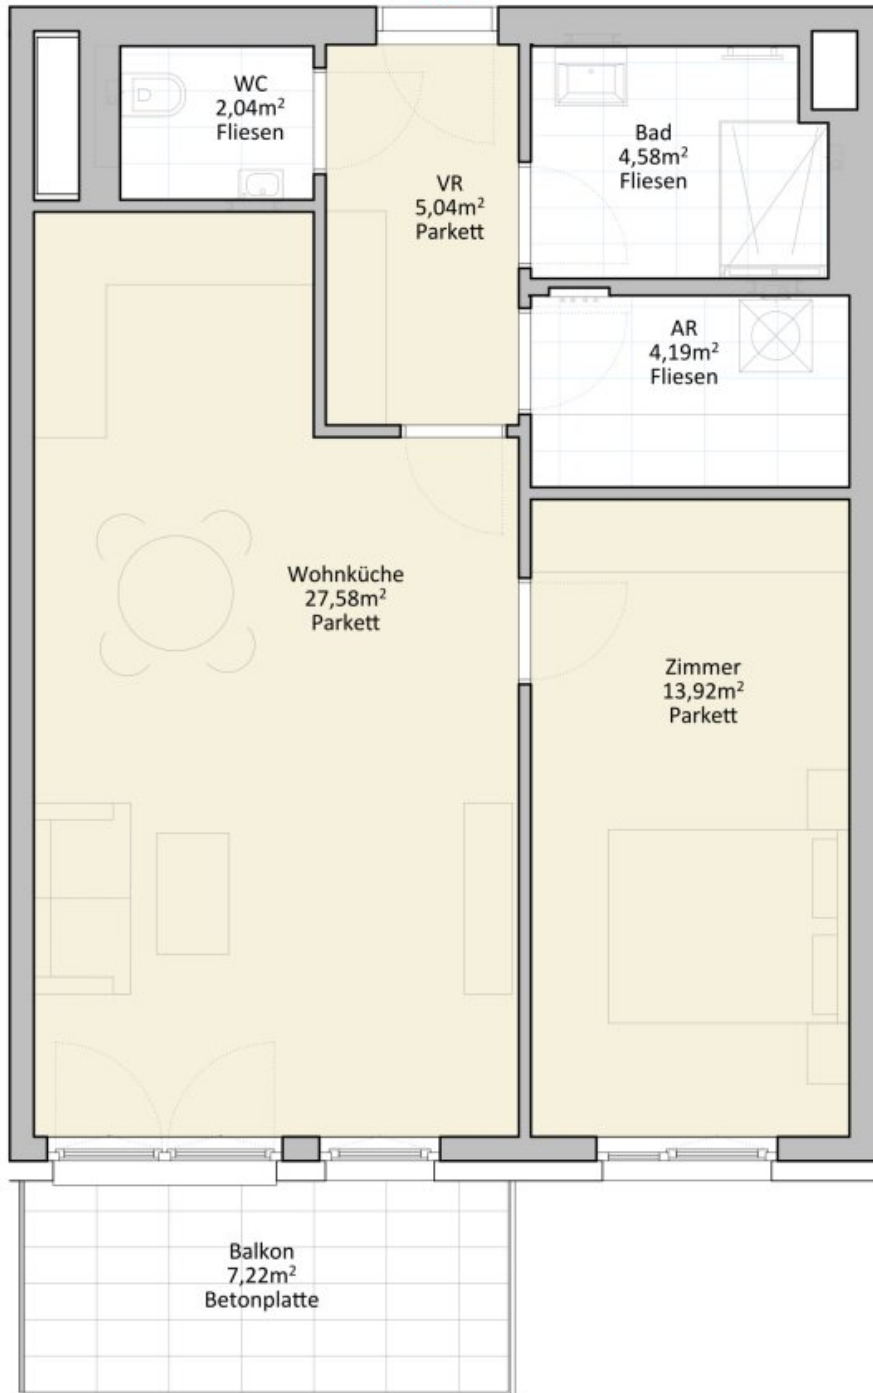 WC
2,04m²
Fliesen
VR
5,04m²
Parkett
Bad
4,58m²
Fliesen
AR
4,19m²
Fliesen
Wohnküche
27,58m²
Parkett
Zimmer
13,92m²
Parkett
Balkon
7,22m²
Betonplatte